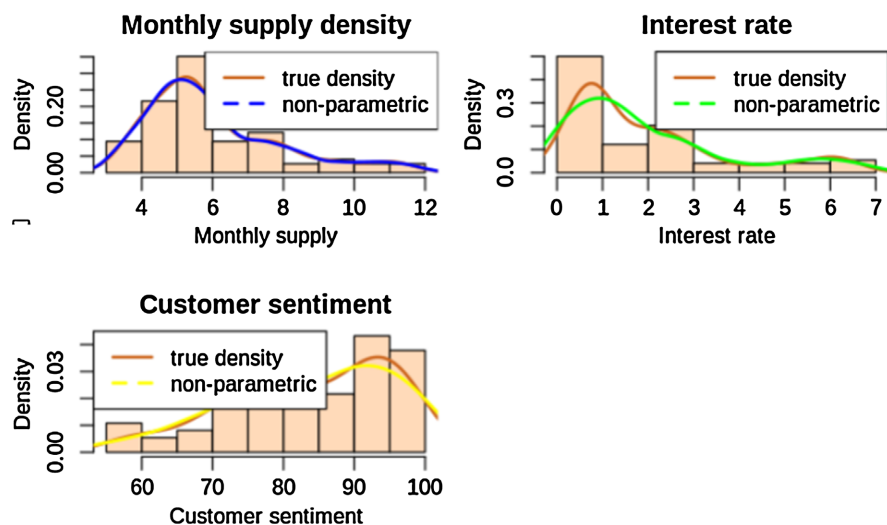 Monthly supply density
Density
0.00 0.20
true density
non-parametric
4 6 8 10 12
Monthly supply
Interest rate
Density
0.0 0.3
true density
non-parametric
0 1 2 3 4 5 6 7
Interest rate
]
Customer sentiment
Density
0.00 0.03
true density
non-parametric
60 70 80 90 100
Customer sentiment